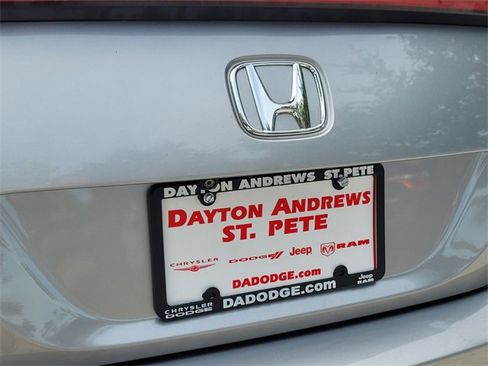 DAYTON ANDREWS ST. PETE
DAYTON ANDREWS
ST. PETE
CHRYSLER DODGE Jeep RAM
DADODGE.com
CHRYSLER DODGE DADODGE.com Jeep RAM